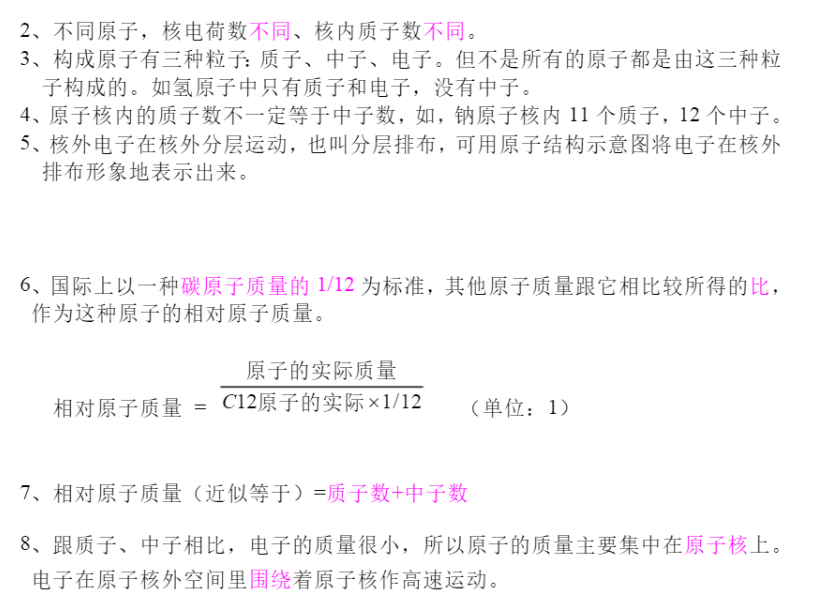 2、不同原子，核电荷数不同、核内质子数不同。
3、构成原子有三种粒子：质子、中子、电子。但不是所有的原子都是由这三种粒
子构成的。如氢原子中只有质子和电子，没有中子。
4、原子核内的质子数不一定等于中子数，如，钠原子核内 11 个质子，12 个中子。
5、核外电子在核外分层运动，也叫分层排布，可用原子结构示意图将电子在核外
排布形象地表示出来。
6、国际上以一种碳原子质量的 1/12 为标准，其他原子质量跟它相比较所得的比，
作为这种原子的相对原子质量。
原子的实际质量
相对原子质量 = C12原子的实际×1/12 （单位：1）
7、相对原子质量（近似等于）=质子数+中子数
8、跟质子、中子相比，电子的质量很小，所以原子的质量主要集中在原子核上。
电子在原子核外空间里围绕着原子核作高速运动。